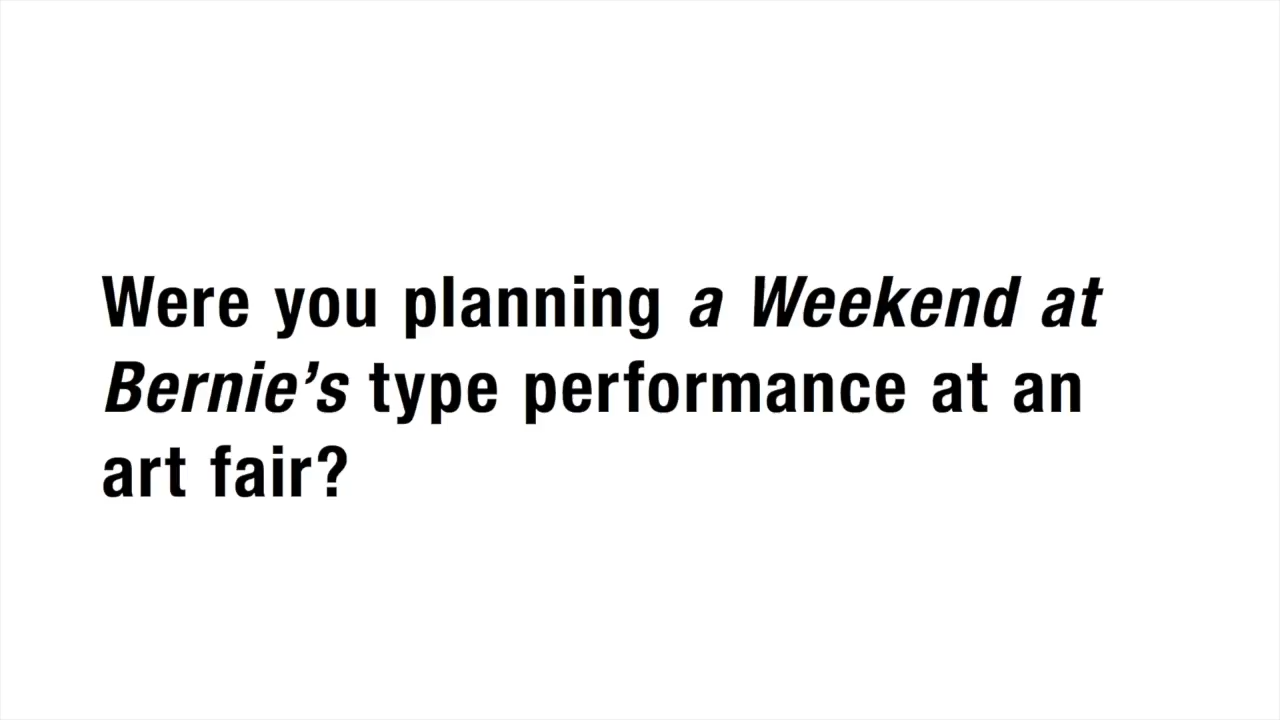 Were you planning a Weekend at
Bernie’s type performance at an
art fair?